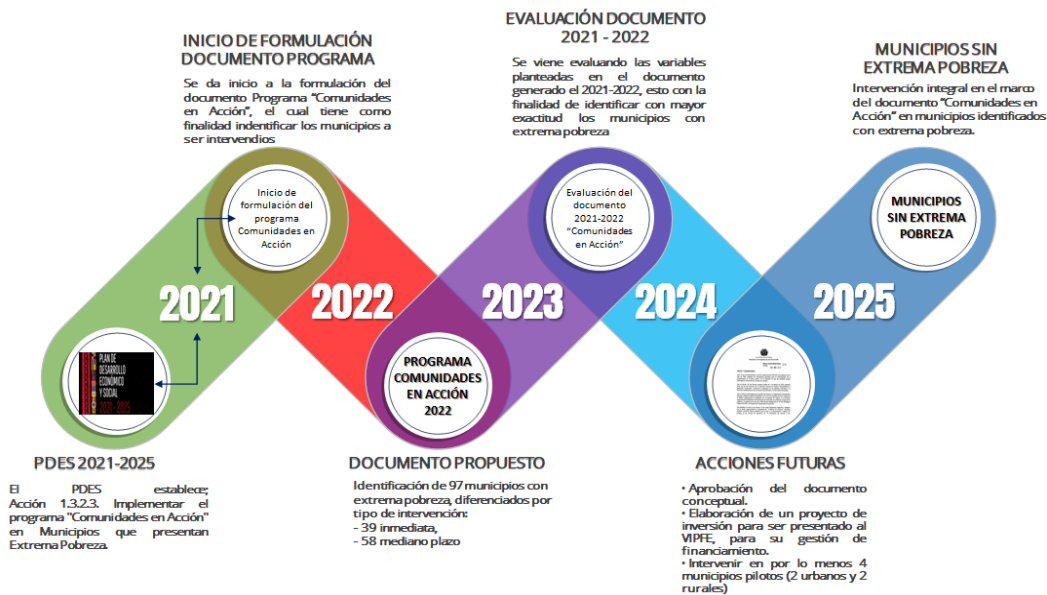 INICIO DE FORMULACIÓN
DOCUMENTO PROGRAMA
Se da inicio a la formulación del
documento Programa “Comunidades
en Acción”, el cual tiene como
finalidad indentificar los municipios a
ser intervendios
EVALUACIÓN DOCUMENTO
2021 - 2022
Se viene evaluando las variables
planteadas en el documento
generado el 2021-2022, esto con la
finalidad de identificar con mayor
exactitud los municipios con
extrema pobreza
MUNICIPIOS SIN
EXTREMA POBREZA
Intervención integral en el marco
del documento “Comunidades en
Acción” en municipios identificados
con extrema pobreza.
Inicio de
formulación del
programa
Comunidades en
Acción
Evaluación del
documento
2021-2022
“Comunidades
en Acción”
MUNICIPIOS
SIN EXTREMA
POBREZA
2021
2022
2023
2024
2025
PLAN DE
DESARROLLO
ECONÓMICO
Y SOCIAL
2021 - 2025
PROGRAMA
COMUNIDADES
EN ACCIÓN
2022
PDES 2021-2025
El PDES establece;
Acción 1.3.2.3. Implementar el
programa "Comunidades en Acción"
en Municipios que presentan
Extrema Pobreza.
DOCUMENTO PROPUESTO
Identificación de 97 municipios con
extrema pobreza, diferenciados por
tipo de intervención:
- 39 inmediata,
- 58 mediano plazo
ACCIONES FUTURAS
• Aprobación del documento
conceptual.
• Elaboración de un proyecto de
inversión para ser presentado al
VIPFE, para su gestión de
financiamiento.
• Intervenir en por lo menos 4
municipios pilotos (2 urbanos y 2
rurales)